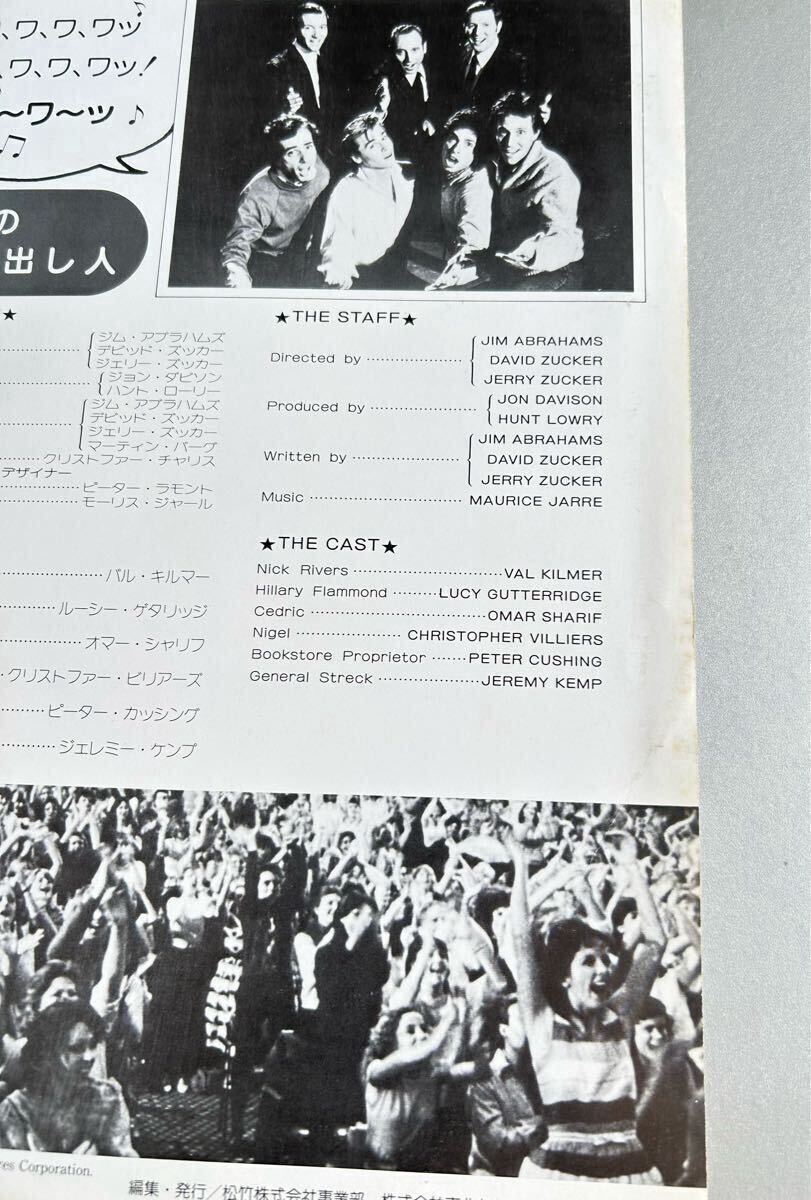 、ワ、ワ、ワッ♪
、ワ、ワ、ワッ!
〜ワ〜ッ♪
♫
の
出し人
★
ジム・アブラハムズ
デビッド・ズッカー
ジェリー・ズッカー
ジョン・ダビソン
ハント・ローリー
ジム・アブラハムズ
デビッド・ズッカー
ジェリー・ズッカー
マーティン・バーグ
クリストファー・チャリス
デザイナー
ピーター・ラモント
モーリス・ジャール
バル・キルマー
ルーシー・ゲタリッジ
オマー・シャリフ
クリストファー・ビリアーズ
ピーター・カッシング
ジェレミー・ケンプ
★THE STAFF★
Directed by ⋯⋯ JIM ABRAHAMS
DAVID ZUCKER
JERRY ZUCKER
Produced by ⋯⋯ JON DAVISON
HUNT LOWRY
Written by ⋯⋯ JIM ABRAHAMS
DAVID ZUCKER
JERRY ZUCKER
Music ⋯⋯ MAURICE JARRE
★THE CAST★
Nick Rivers ⋯⋯ VAL KILMER
Hillary Flammond ⋯⋯ LUCY GUTTERRIDGE
Cedric ⋯⋯ OMAR SHARIF
Nigel ⋯⋯ CHRISTOPHER VILLIERS
Bookstore Proprietor ⋯⋯ PETER CUSHING
General Streck ⋯⋯ JEREMY KEMP
res Corporation.
編集・発行/松竹株式会社事業部